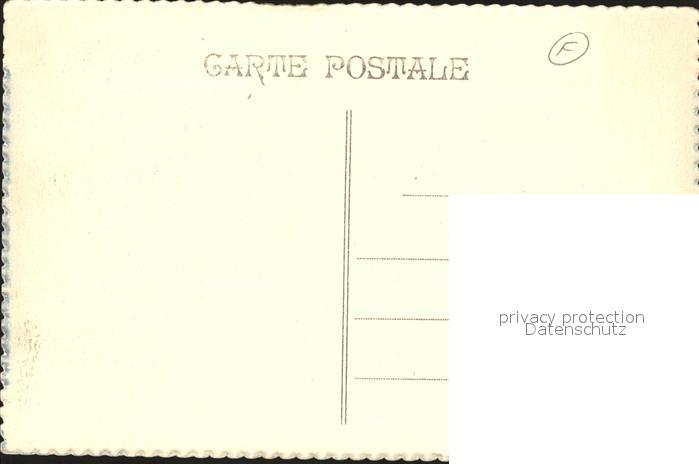 CARTE POSTALE
F
privacy protection
Datenschutz